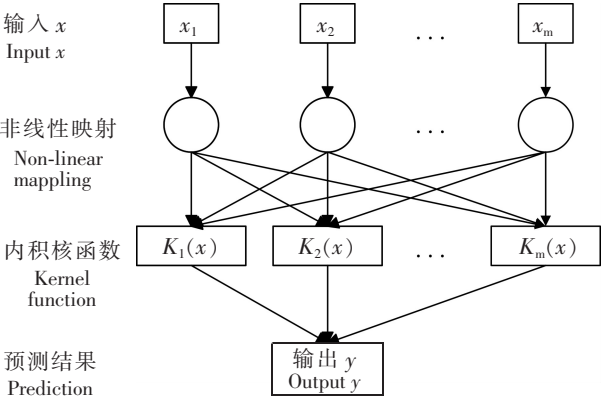 输入 x
Input x
x₁
x₂
...
xₘ
非线性映射
Non-linear
mappling
...
内积核函数
Kernel
function
K₁(x)
K₂(x)
...
Kₘ(x)
预测结果
Prediction
输出 y
Output y